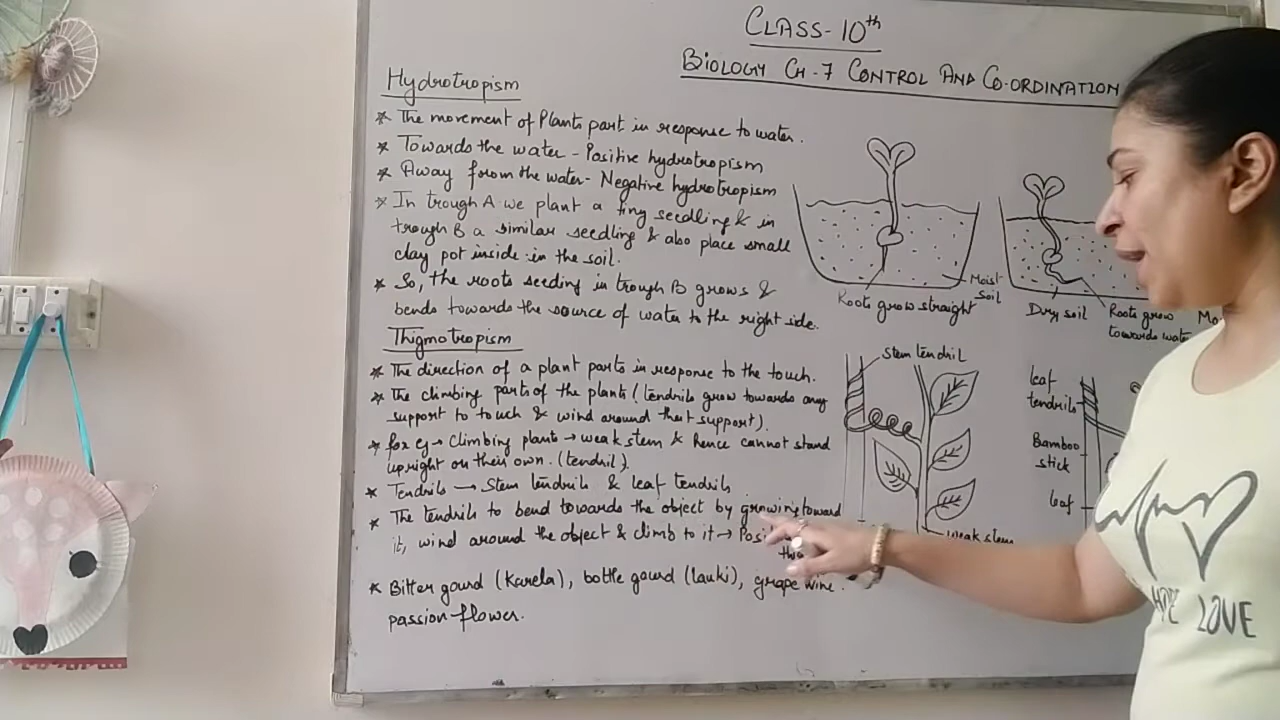 CLASS-10th
BIOLOGY CH-7 CONTROL AND CO-ORDINATION
Hydrotropism
* The movement of Plants part in response to water.
* Towards the water - Positive hydrotropism
* Away from the water - Negative hydrotropism
* In trough A we plant a tiny seedling & in
trough B a similar seedling & also place small
clay pot inside in the soil.
* So, the roots seeding in trough B grows &
bends towards the source of water to the right side.
Thigmotropism
* The direction of a plant parts in response to the touch.
* The climbing parts of the plants (tendrils grow towards any
support to touch & wind around that support).
* for eg → Climbing plants → weak stem & hence cannot stand
upright on their own. (tendril).
* Tendrils → Stem tendrils & leaf tendrils
* The tendrils to bend towards the object by growing toward
it, wind around the object & climb to it →
* Bitter gourd (Karela), bottle gourd (lauki), grape wine.
passion flower.
Moist
Soil
Roots grow straight
Dry soil
Roots grow
towards water
Stem tendril
weak stem
leaf
tendrils
Bamboo
stick
leaf
LOVE